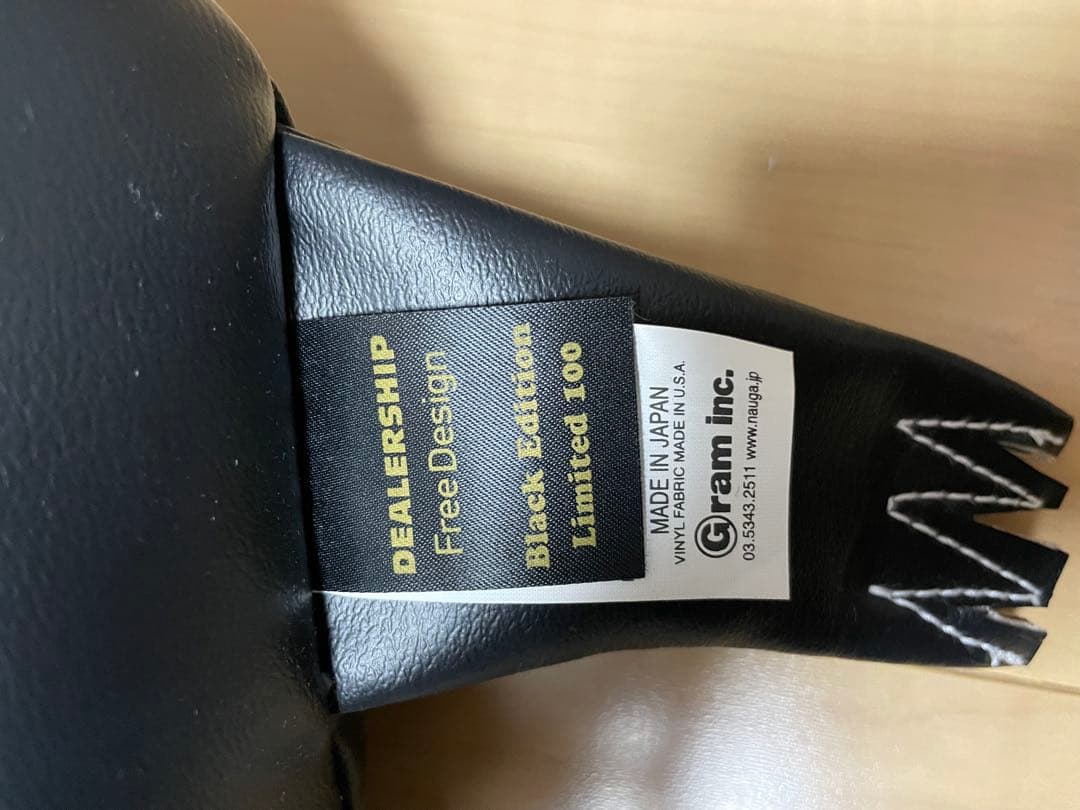 DEALERSHIP
Free Design
Black Edition
Limited 100
MADE IN JAPAN
VINYL FABRIC MADE IN U.S.A.
Gram inc.
03.5343.2511 www.nauga.jp